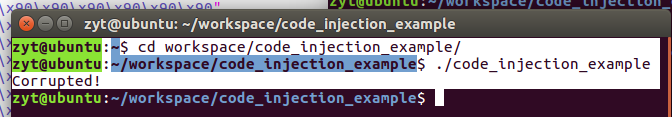 \x90\x90\x90\x90\x90\x90"
zyt@ubuntu: ~/workspace/code_injection_example
zyt@ubuntu:~$ cd workspace/code_injection_example/
zyt@ubuntu:~/workspace/code_injection_example$ ./code_injection_example
Corrupted!
zyt@ubuntu:~/workspace/code_injection_example$